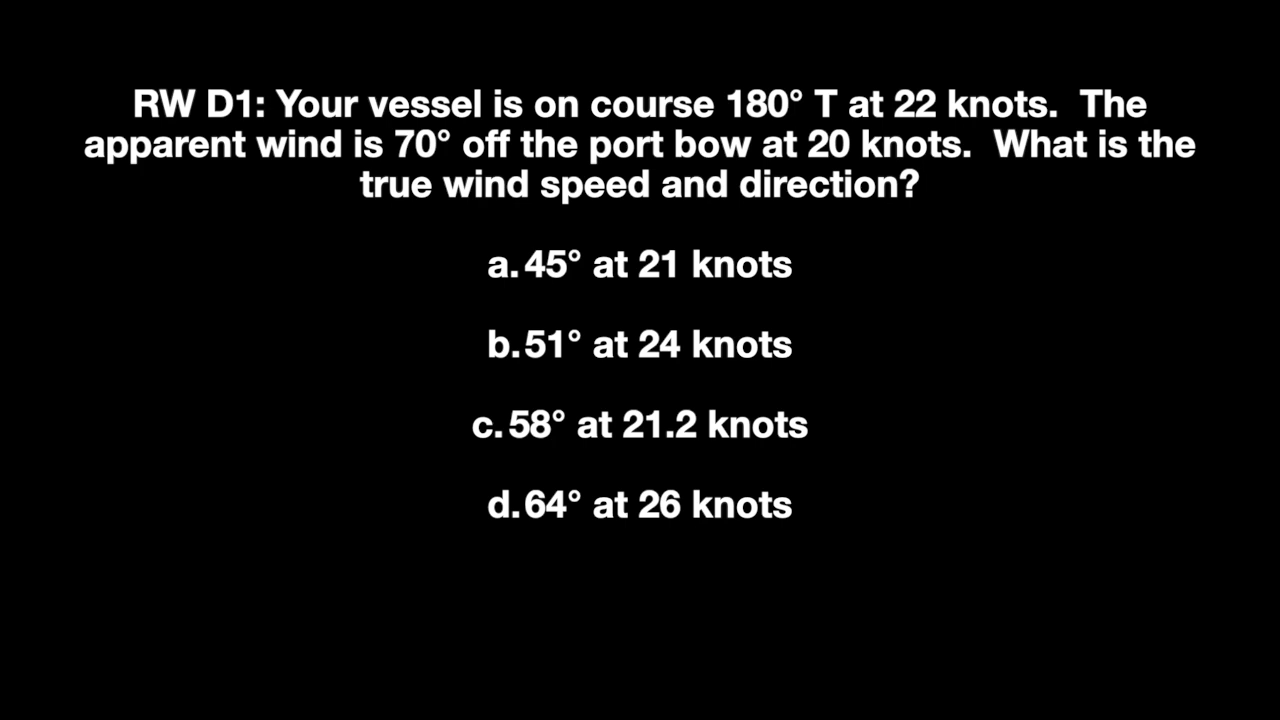 RW D1: Your vessel is on course 180° T at 22 knots.  The
apparent wind is 70° off the port bow at 20 knots.  What is the
true wind speed and direction?
a. 45° at 21 knots
b. 51° at 24 knots
c. 58° at 21.2 knots
d. 64° at 26 knots